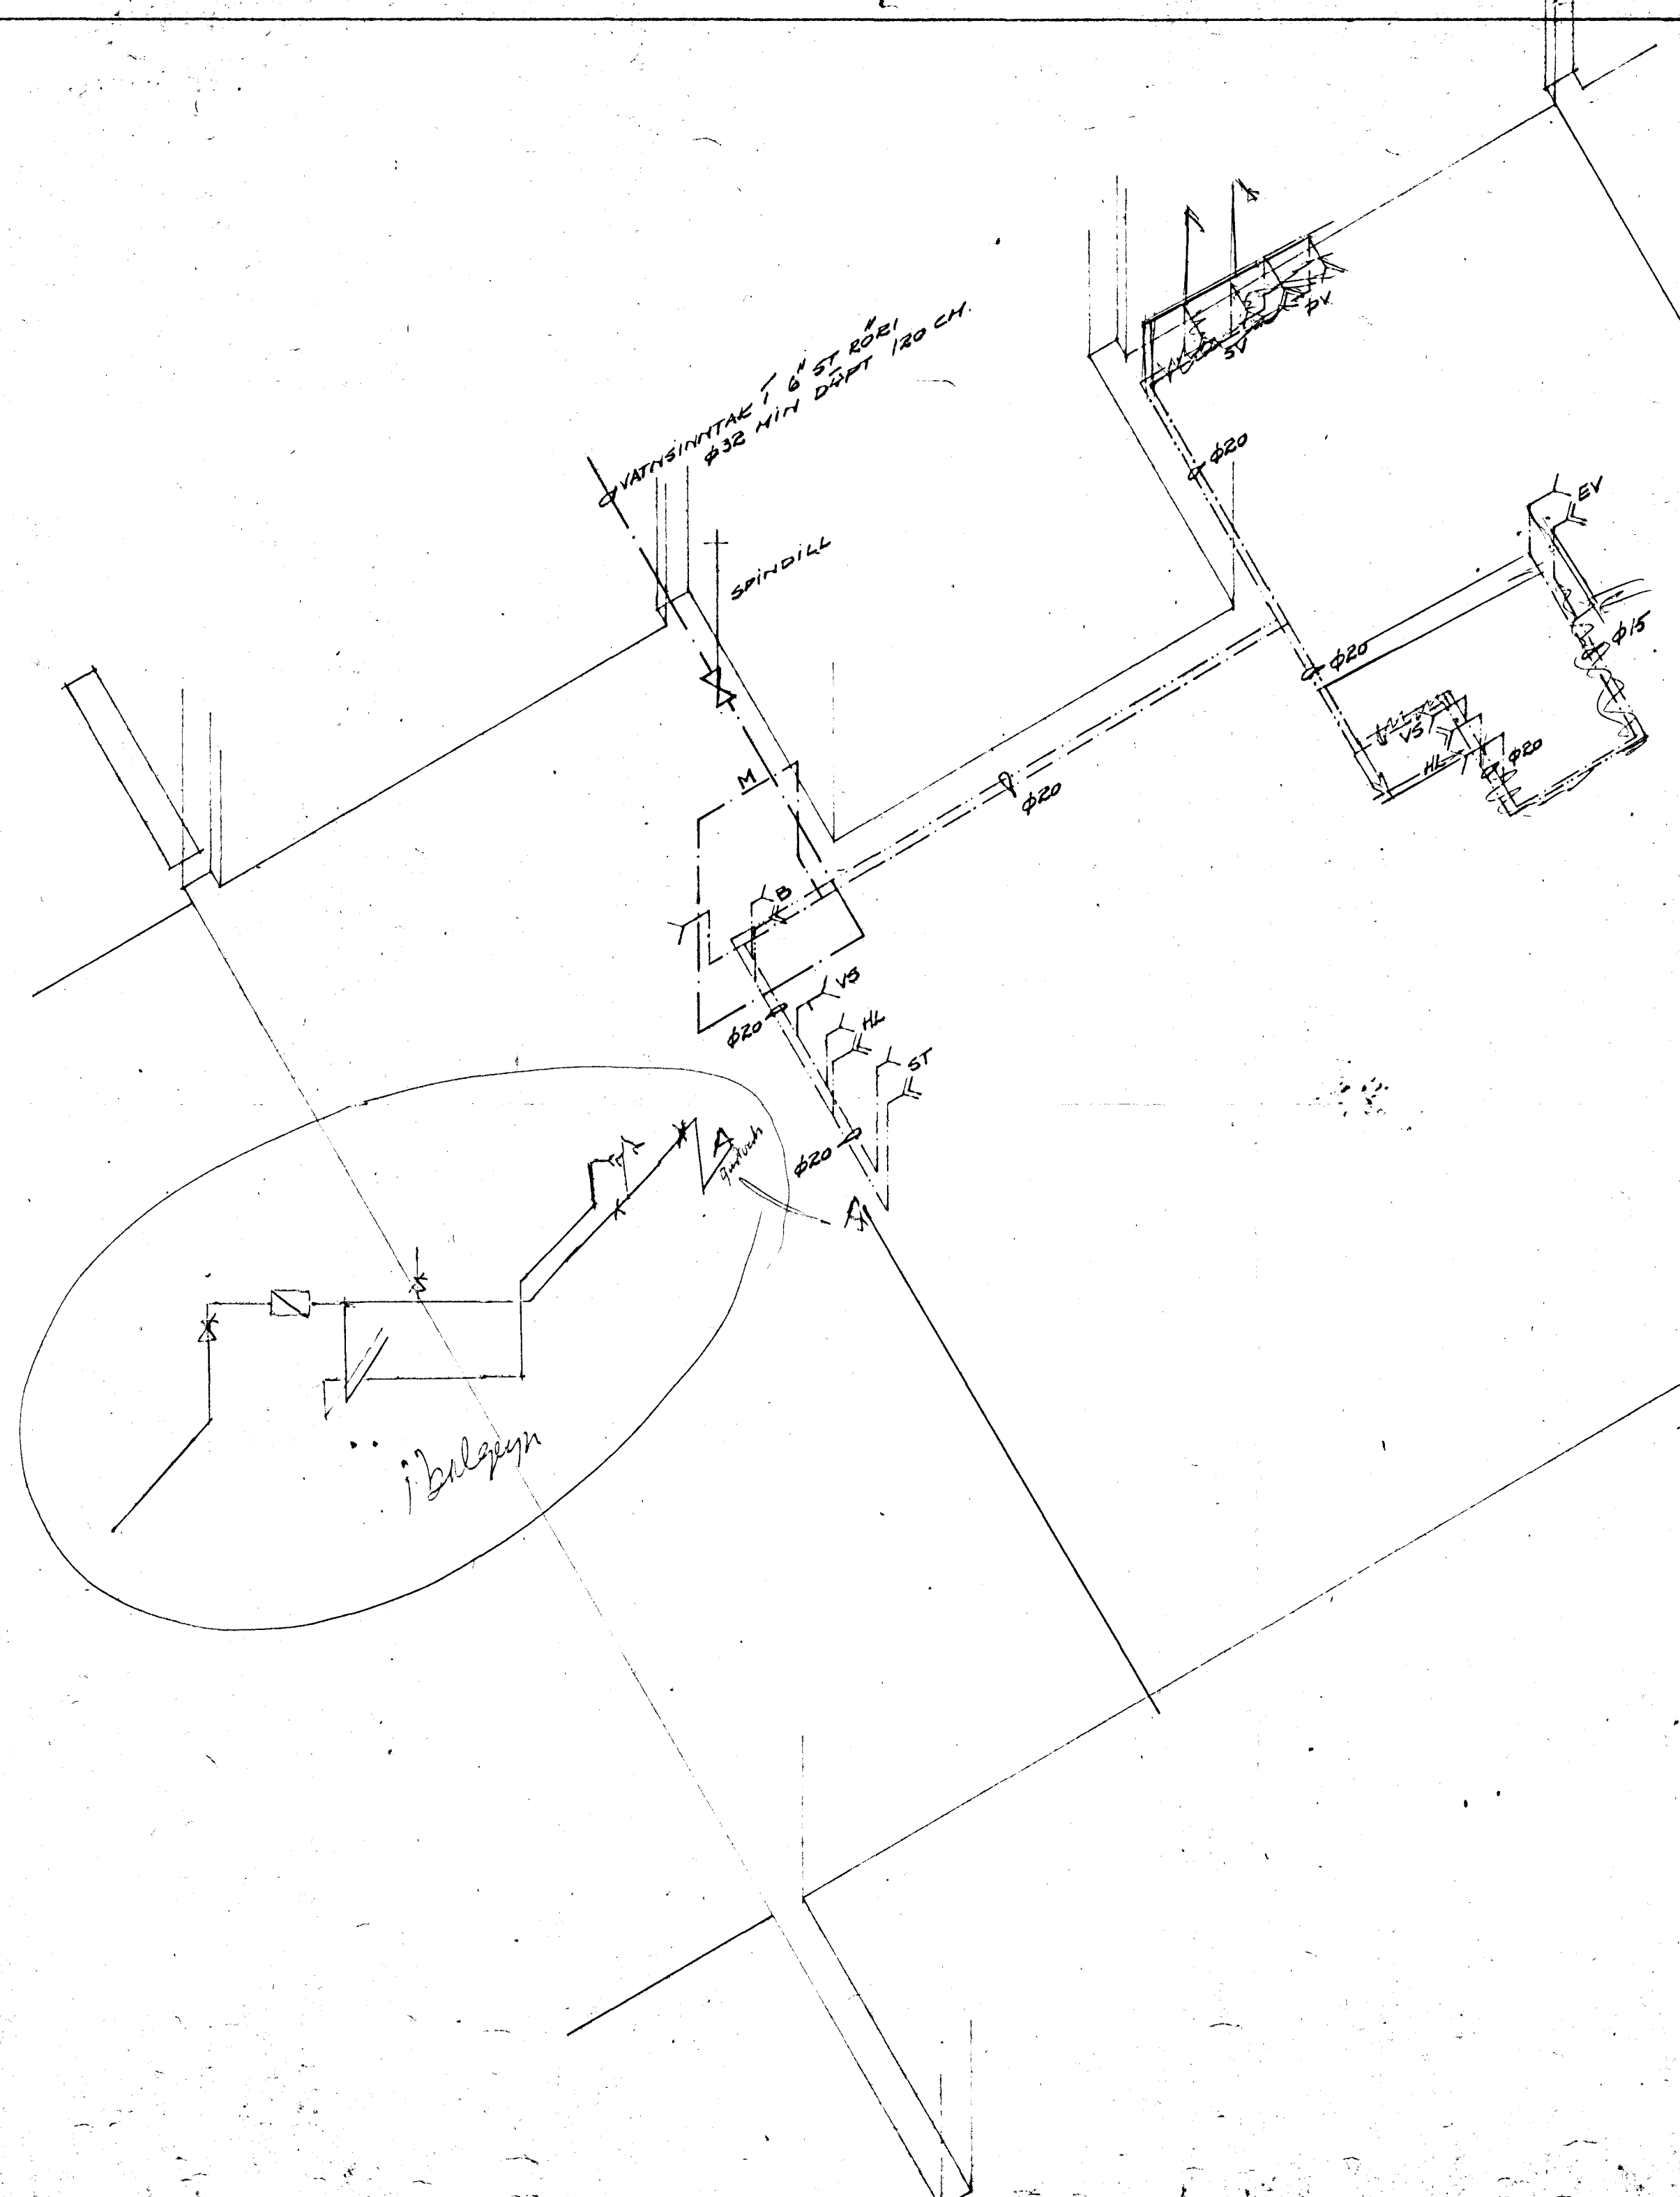 VATNSINNTAK Í 6" ST RÖRI
ø32 MIN DÝPT 120 CM.
SPINDILL
SV
ÞV
ø20
EV
ø15
ø20
VS
HL
ø20
M
ø20
B
VS
ø20
HL
ST
ø20